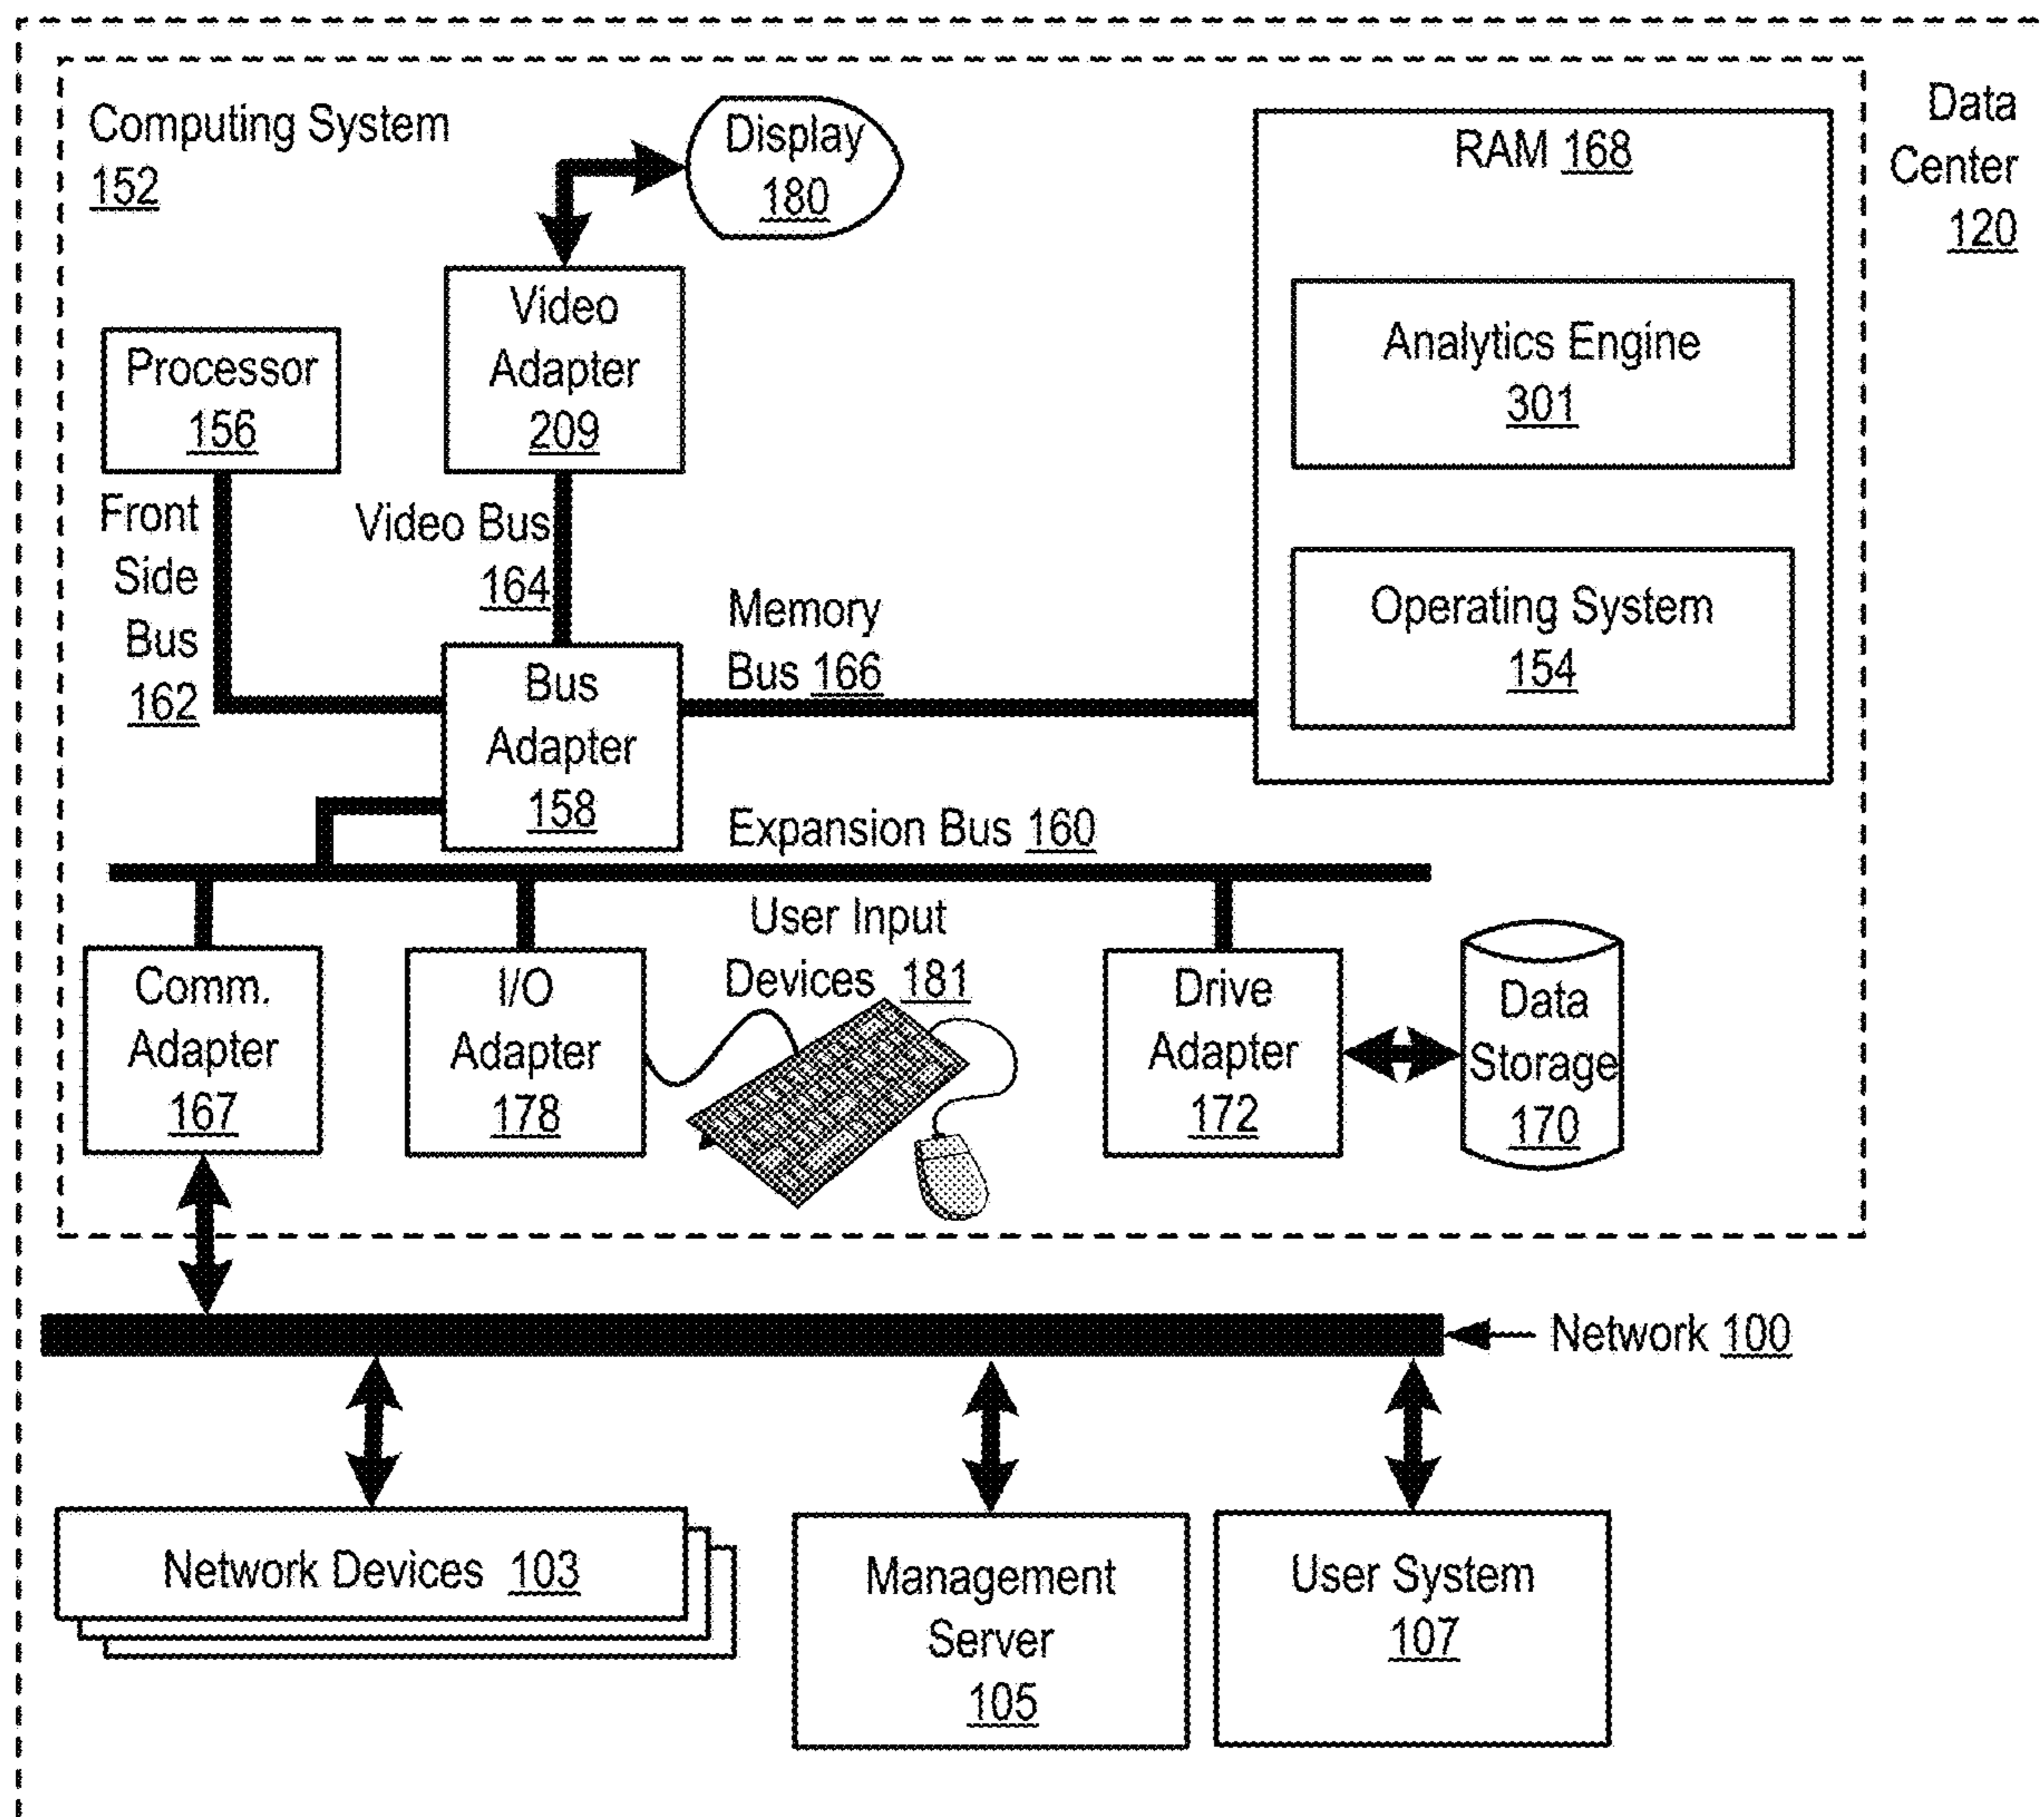 Computing System
152
Display
180
RAM 168
Data
Center
120
Video
Adapter
209
Processor
156
Analytics Engine
301
Front
Side
Bus
162
Video Bus
164
Memory
Bus 166
Operating System
154
Bus
Adapter
158
Expansion Bus 160
Comm.
Adapter
167
I/O
Adapter
178
User Input
Devices 181
Drive
Adapter
172
Data
Storage
170
Network 100
Network Devices 103
Management
Server
105
User System
107